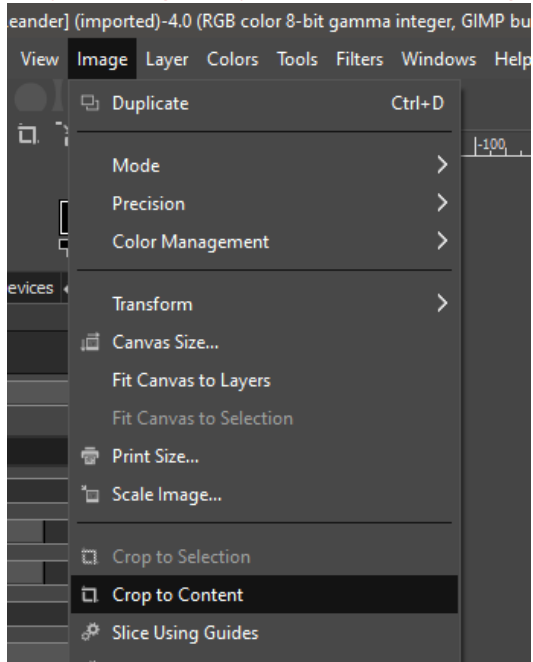 eander] (imported)-4.0 (RGB color 8-bit gamma integer, GIMP bu
View Image Layer Colors Tools Filters Windows Help
Duplicate Ctrl+D
-100
Mode
Precision
Color Management
evices
Transform
Canvas Size...
Fit Canvas to Layers
Fit Canvas to Selection
Print Size...
Scale Image...
Crop to Selection
Crop to Content
Slice Using Guides